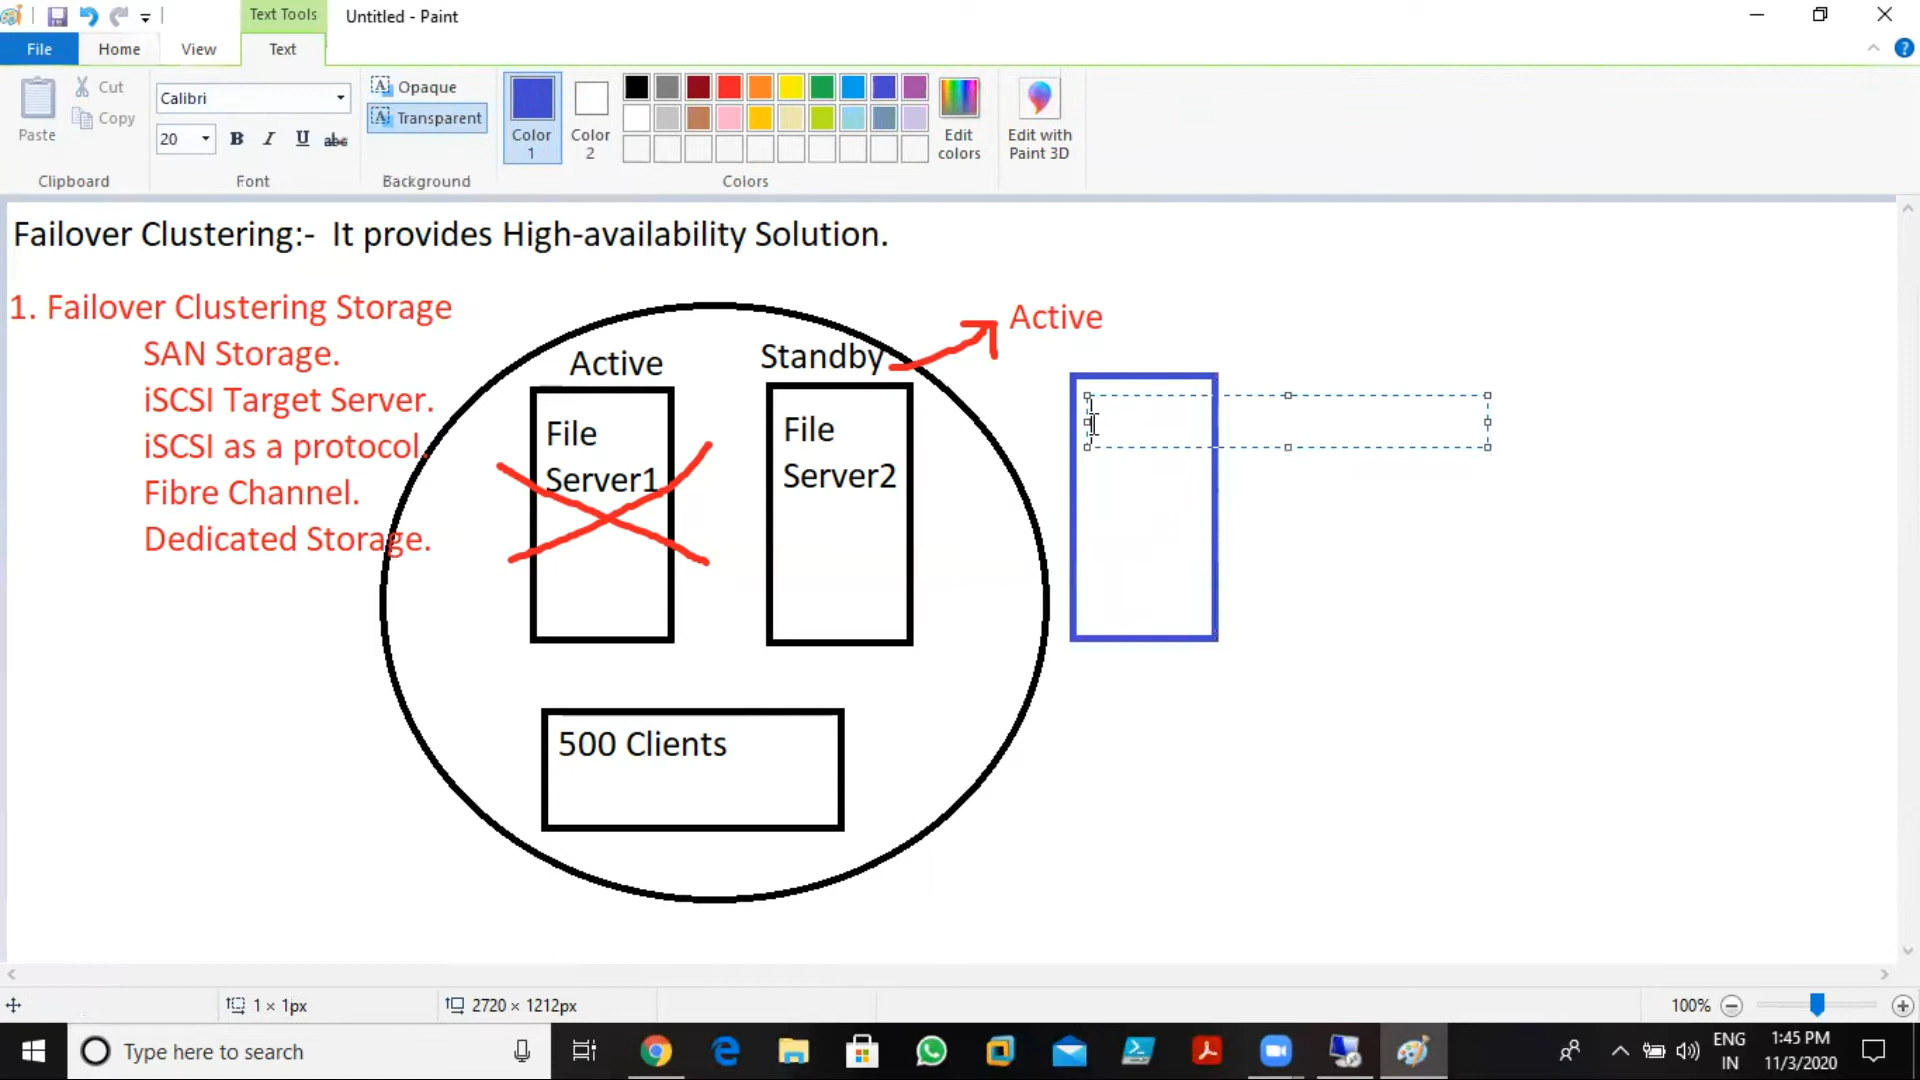 Text Tools
Untitled - Paint
File
Home
View
Text
Paste
Cut
Copy
Clipboard
Calibri
20
B I U abc
Font
Opaque
Transparent
Background
Color 1
Color 2
Colors
Edit colors
Edit with Paint 3D
Failover Clustering:- It provides High-availability Solution.
1. Failover Clustering Storage
SAN Storage.
iSCSI Target Server.
iSCSI as a protocol.
Fibre Channel.
Dedicated Storage.
Active
Standby
Active
File
Server1
File
Server2
500 Clients
1 × 1px
2720 × 1212px
100%
Type here to search
ENG
IN
1:45 PM
11/3/2020